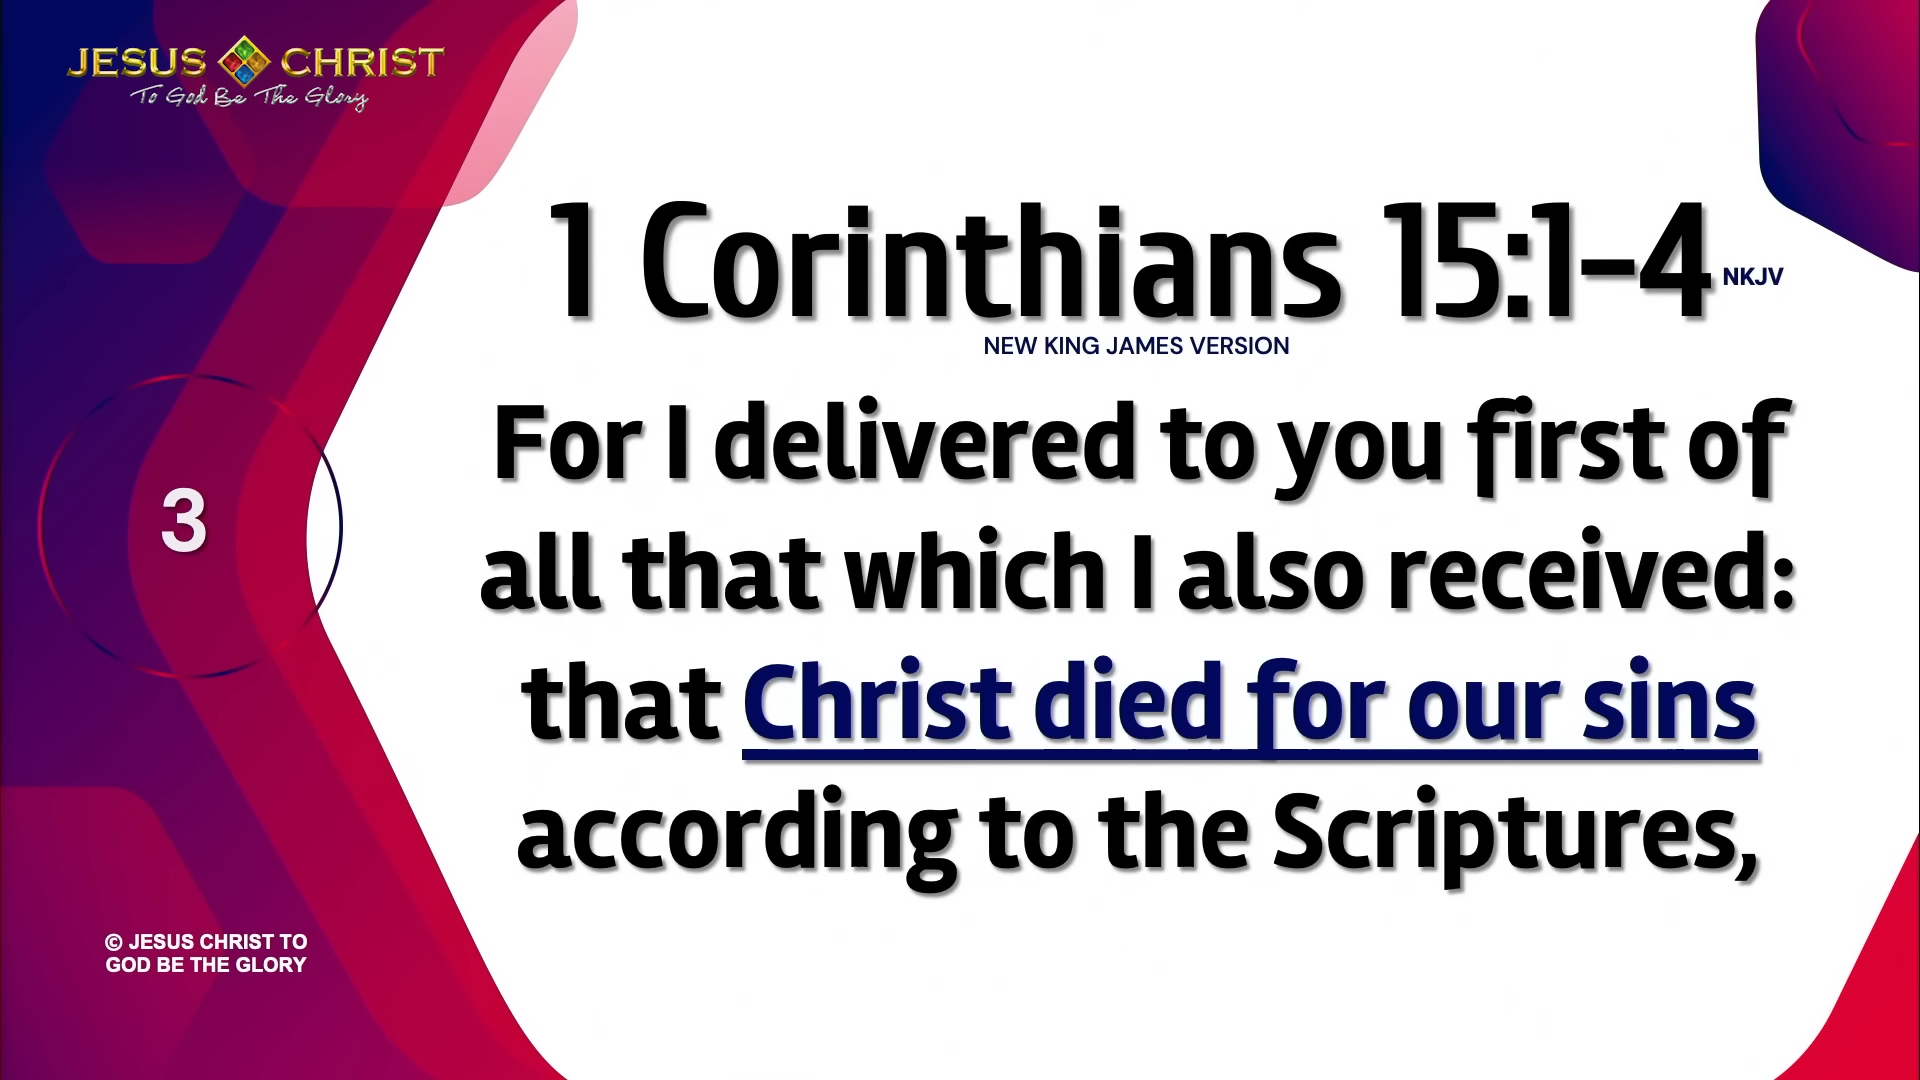 JESUS CHRIST
To God Be The Glory
1 Corinthians 15:1-4 NKJV
NEW KING JAMES VERSION
For I delivered to you first of
all that which I also received:
that Christ died for our sins
according to the Scriptures,
3
© JESUS CHRIST TO
GOD BE THE GLORY